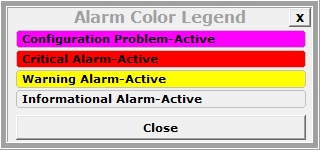 Alarm Color Legend
X
Configuration Problem-Active
Critical Alarm-Active
Warning Alarm-Active
Informational Alarm-Active
Close